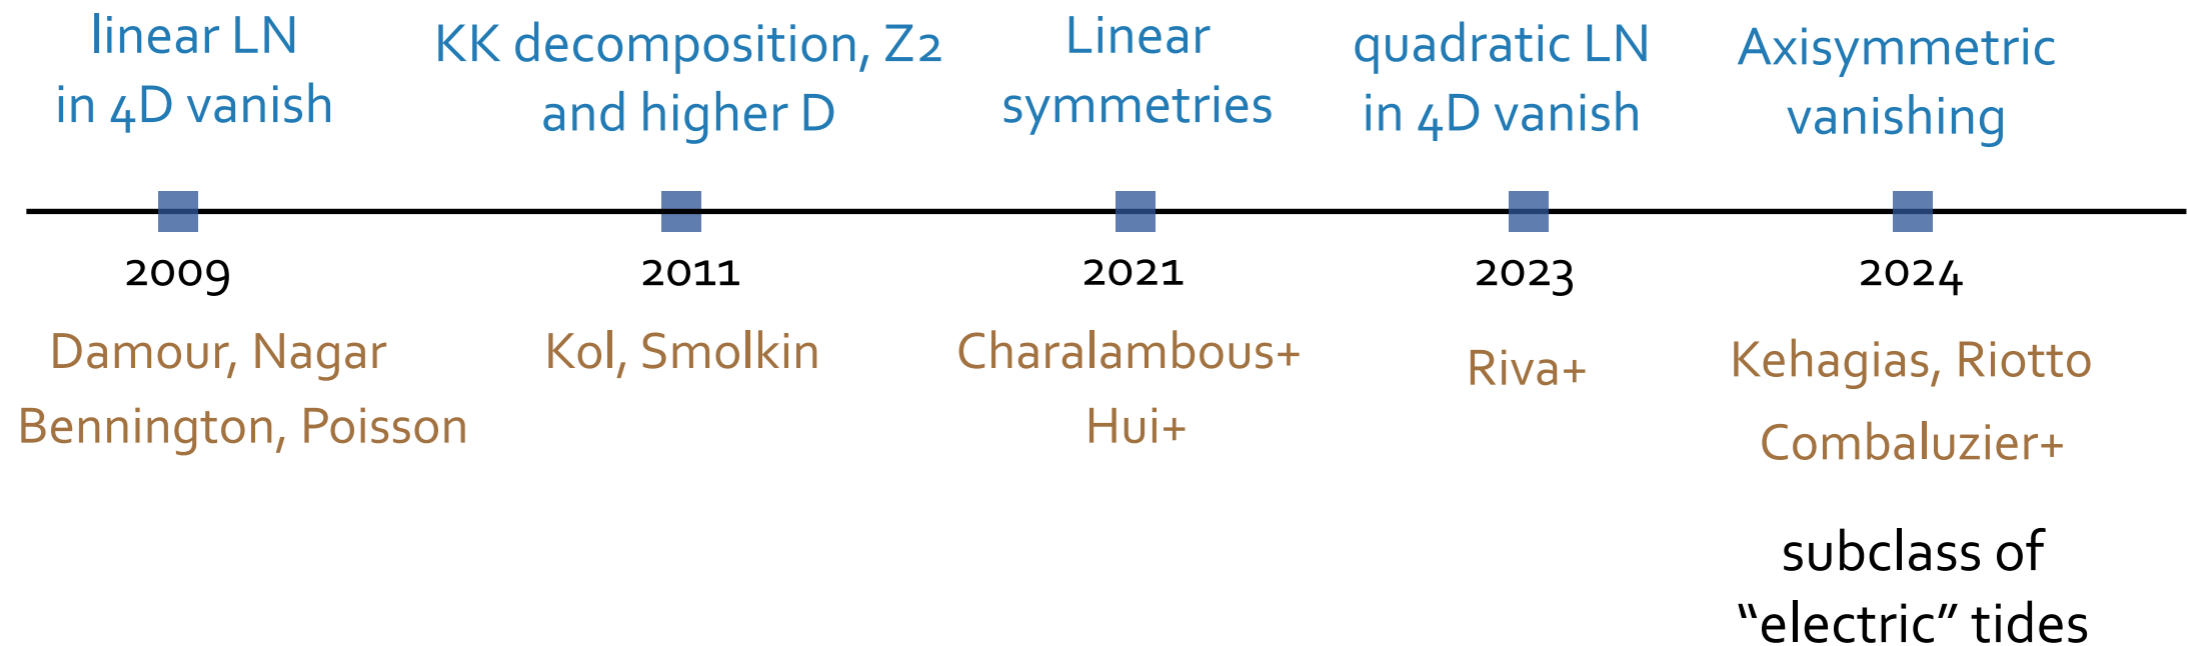 linear LN
in 4D vanish
KK decomposition, Z2
and higher D
Linear
symmetries
quadratic LN
in 4D vanish
Axisymmetric
vanishing
2009
2011
2021
2023
2024
Damour, Nagar
Bennington, Poisson
Kol, Smolkin
Charalambous+
Hui+
Riva+
Kehagias, Riotto
Combaluzier+
subclass of
“electric” tides